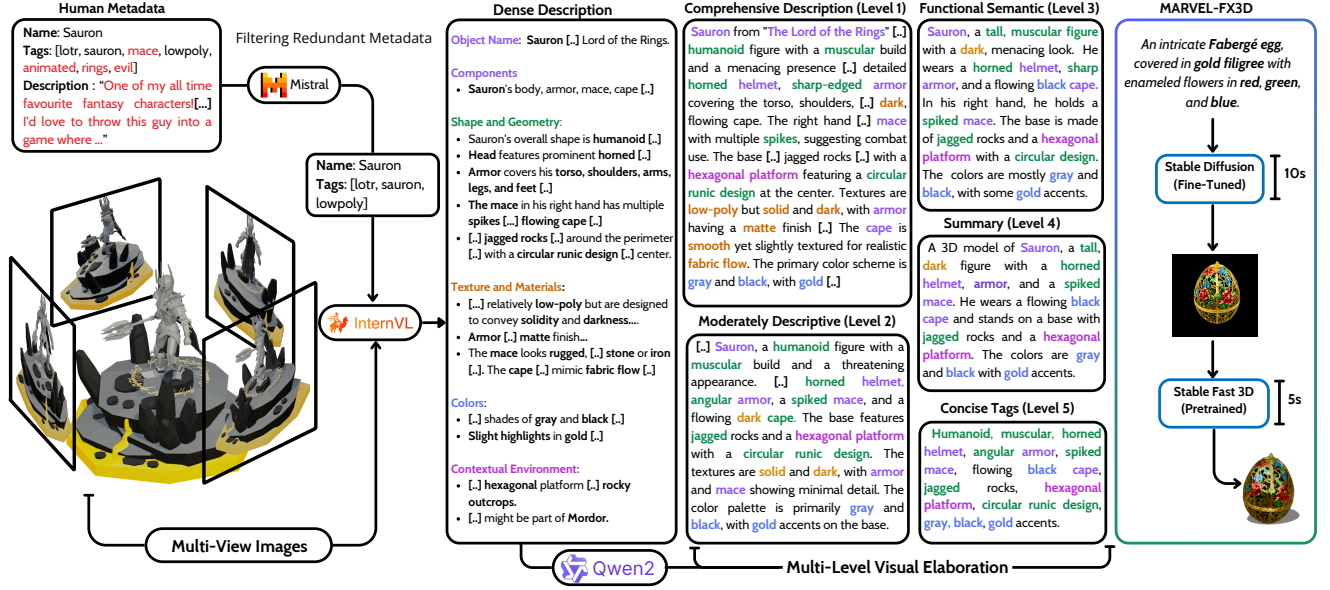 Human Metadata
Name: Sauron
Tags: [lotr, sauron, mace, lowpoly,
animated, rings, evil]
Description : “One of my all time
favourite fantasy characters![...]
I'd love to throw this guy into a
game where ...”
Filtering Redundant Metadata
Mistral
Name: Sauron
Tags: [lotr, sauron,
lowpoly]
InternVL
Multi-View Images
Dense Description
Object Name: Sauron [..] Lord of the Rings.
Components
• Sauron's body, armor, mace, cape [..]
Shape and Geometry:
• Sauron's overall shape is humanoid [..]
• Head features prominent horned [..]
• Armor covers his torso, shoulders, arms,
legs, and feet [..]
• The mace in his right hand has multiple
spikes [...] flowing cape [..]
• [..] jagged rocks [..] around the perimeter
[..] with a circular runic design [..] center.
Texture and Materials:
• [...] relatively low-poly but are designed
to convey solidity and darkness....
• Armor [..] matte finish...
• The mace looks rugged, [..] stone or iron
[..]. The cape [..] mimic fabric flow [..]
Colors:
• [..] shades of gray and black [..]
• Slight highlights in gold [..]
Contextual Environment:
• [..] hexagonal platform [..] rocky
outcrops.
• [..] might be part of Mordor.
Qwen2
Comprehensive Description (Level 1)
Sauron from "The Lord of the Rings" [..]
humanoid figure with a muscular build
and a menacing presence [..] detailed
horned helmet, sharp-edged armor
covering the torso, shoulders, [..] dark,
flowing cape. The right hand [..] mace
with multiple spikes, suggesting combat
use. The base [..] jagged rocks [..] with a
hexagonal platform featuring a circular
runic design at the center. Textures are
low-poly but solid and dark, with armor
having a matte finish [..] The cape is
smooth yet slightly textured for realistic
fabric flow. The primary color scheme is
gray and black, with gold [..]
Moderately Descriptive (Level 2)
[..] Sauron, a humanoid figure with a
muscular build and a threatening
appearance. [..] horned helmet,
angular armor, a spiked mace, and a
flowing dark cape. The base features
jagged rocks and a hexagonal platform
with a circular runic design. The
textures are solid and dark, with armor
and mace showing minimal detail. The
color palette is primarily gray and
black, with gold accents on the base.
Functional Semantic (Level 3)
Sauron, a tall, muscular figure
with a dark, menacing look. He
wears a horned helmet, sharp
armor, and a flowing black cape.
In his right hand, he holds a
spiked mace. The base is made
of jagged rocks and a hexagonal
platform with a circular design.
The colors are mostly gray and
black, with some gold accents.
Summary (Level 4)
A 3D model of Sauron, a tall,
dark figure with a horned
helmet, armor, and a spiked
mace. He wears a flowing black
cape and stands on a base with
jagged rocks and a hexagonal
platform. The colors are gray
and black with gold accents.
Concise Tags (Level 5)
Humanoid, muscular, horned
helmet, angular armor, spiked
mace, flowing black cape,
jagged rocks, hexagonal
platform, circular runic design,
gray, black, gold accents.
Multi-Level Visual Elaboration
MARVEL-FX3D
An intricate Fabergé egg,
covered in gold filigree with
enameled flowers in red, green,
and blue.
Stable Diffusion
(Fine-Tuned)
10s
Stable Fast 3D
(Pretrained)
5s